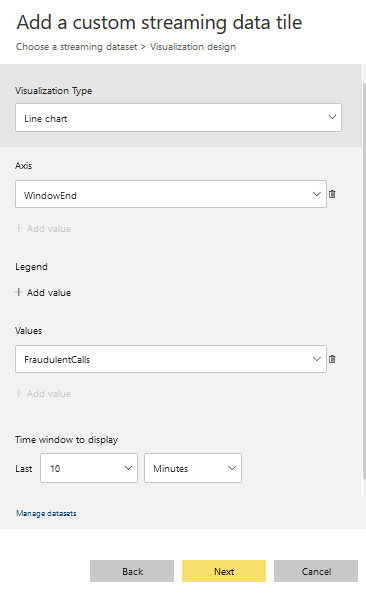 Add a custom streaming data tile
Choose a streaming dataset > Visualization design
Visualization Type
Line chart
Axis
WindowEnd
+ Add value
Legend
+ Add value
Values
FraudulentCalls
+ Add value
Time window to display
Last 10 Minutes
Manage datasets
Back Next Cancel